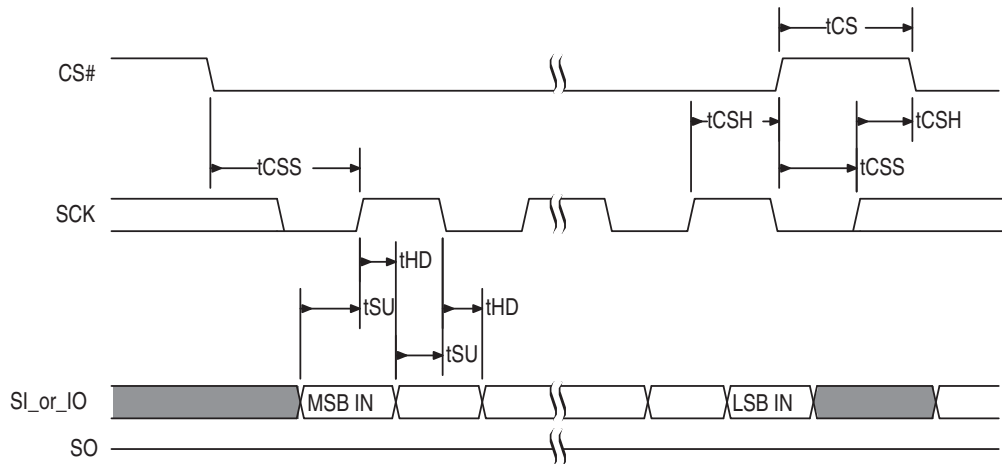 tCS
CS#
tCSH
tCSH
tCSS
tCSS
SCK
tHD
tSU
tHD
tSU
SI_or_IO
MSB IN
LSB IN
SO